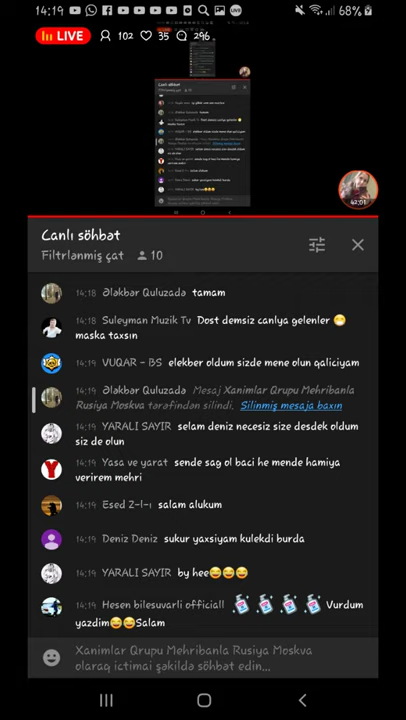 14:19
68%
LIVE 102 35 296
42:01
Canlı söhbət
Filtrlənmiş çat 10
14:18 Ələkbər Quluzadə tamam
14:18 Suleyman Muzik Tv Dost demsiz canlya gelenler 😁
maska taxsın
14:19 VUQAR - BS elekber oldum sizde mene olun qaliciyam
14:19 Ələkbər Quluzadə Mesaj Xanimlar Qrupu Mehribanla
Rusiya Moskva tərəfindən silindi. Silinmiş mesaja baxın
14:19 YARALI SAYIR selam deniz necesiz size desdek oldum
siz de olun
14:19 Yasa ve yarat sende sag ol baci he mende hamiya
verirem mehri
14:19 Esed Z-l-ı salam alukum
14:19 Deniz Deniz sukur yaxsiyam kulekdi burda
14:19 YARALI SAYIR by hee😅😅😅
14:19 Hesen bilesuvarli officiall 🧴 🧴 🧴 🧴 Vurdum
yazdim😅😅Salam
Xanimlar Qrupu Mehribanla Rusiya Moskva
olaraq ictimai şəkildə söhbət edin...